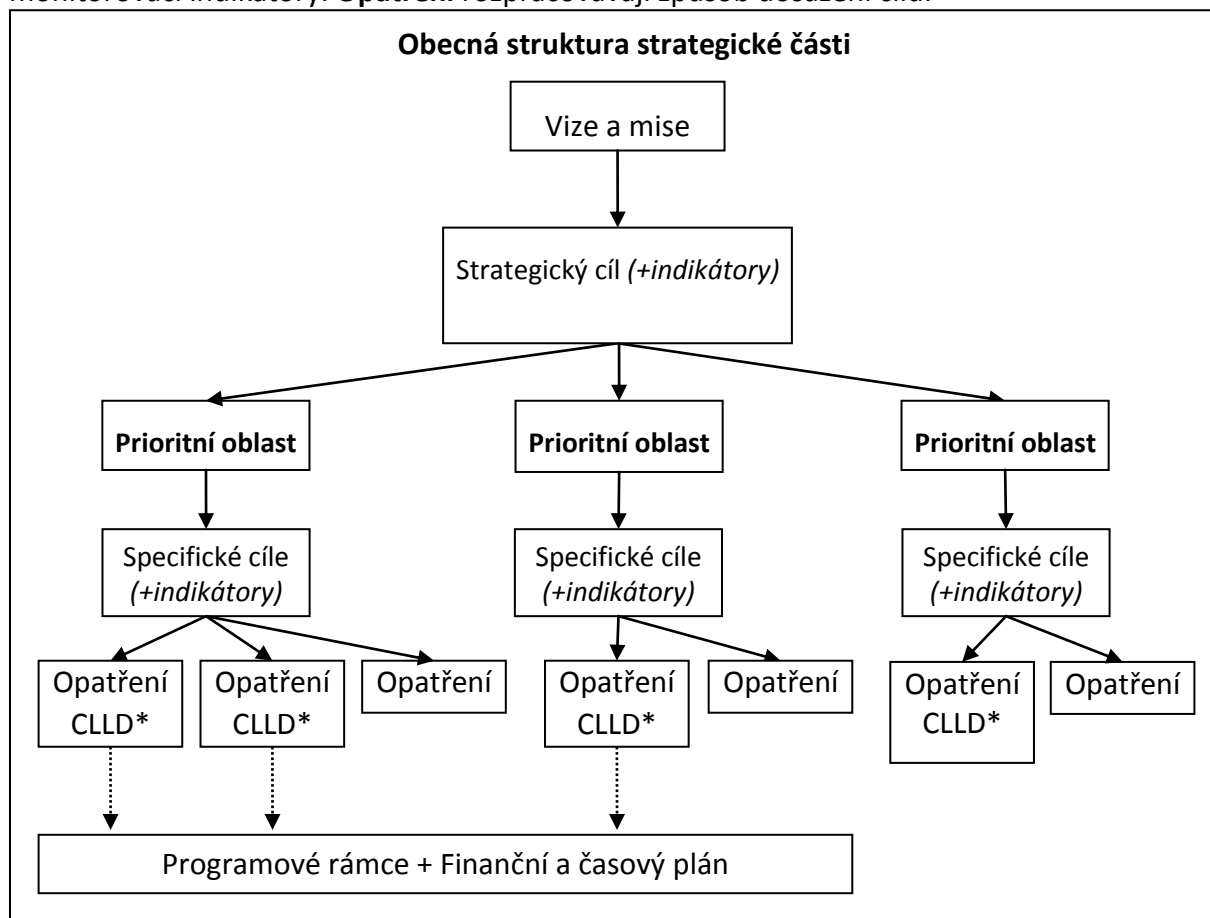 Obecná struktura strategické části
Vize a mise
Strategický cíl (+indikátory)
Prioritní oblast
Prioritní oblast
Prioritní oblast
Specifické cíle
(+indikátory)
Specifické cíle
(+indikátory)
Specifické cíle
(+indikátory)
Opatření
CLLD*
Opatření
CLLD*
Opatření
Opatření
CLLD*
Opatření
Opatření
CLLD*
Opatření
Programové rámce + Finanční a časový plán